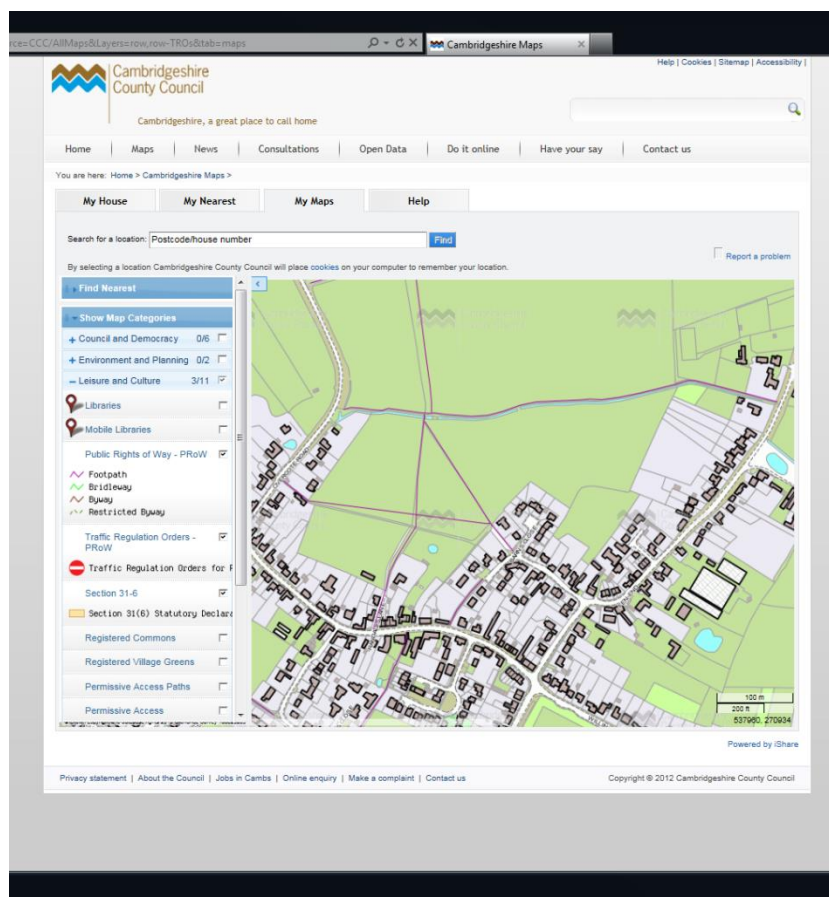 rce=CCC/AllMaps&Layers=row,row-TROs&tab=maps
Cambridgeshire Maps
Help | Cookies | Sitemap | Accessibility |
Cambridgeshire
County Council
Cambridgeshire, a great place to call home
Home | Maps | News | Consultations | Open Data | Do it online | Have your say | Contact us
You are here: Home > Cambridgeshire Maps >
My House
My Nearest
My Maps
Help
Search for a location: Postcode/house number
Find
Report a problem
By selecting a location Cambridgeshire County Council will place cookies on your computer to remember your location.
Find Nearest
Show Map Categories
+ Council and Democracy 0/6
+ Environment and Planning 0/2
– Leisure and Culture 3/11
Libraries
Mobile Libraries
Public Rights of Way - PRoW
Footpath
Bridleway
Byway
Restricted Byway
Traffic Regulation Orders -
PRoW
Traffic Regulation Orders for
Section 31-6
Section 31(6) Statutory Declara
Registered Commons
Registered Village Greens
Permissive Access Paths
Permissive Access
100 m
200 ft
537960, 270934
Powered by iShare
Privacy statement | About the Council | Jobs in Cambs | Online enquiry | Make a complaint | Contact us
Copyright © 2012 Cambridgeshire County Council